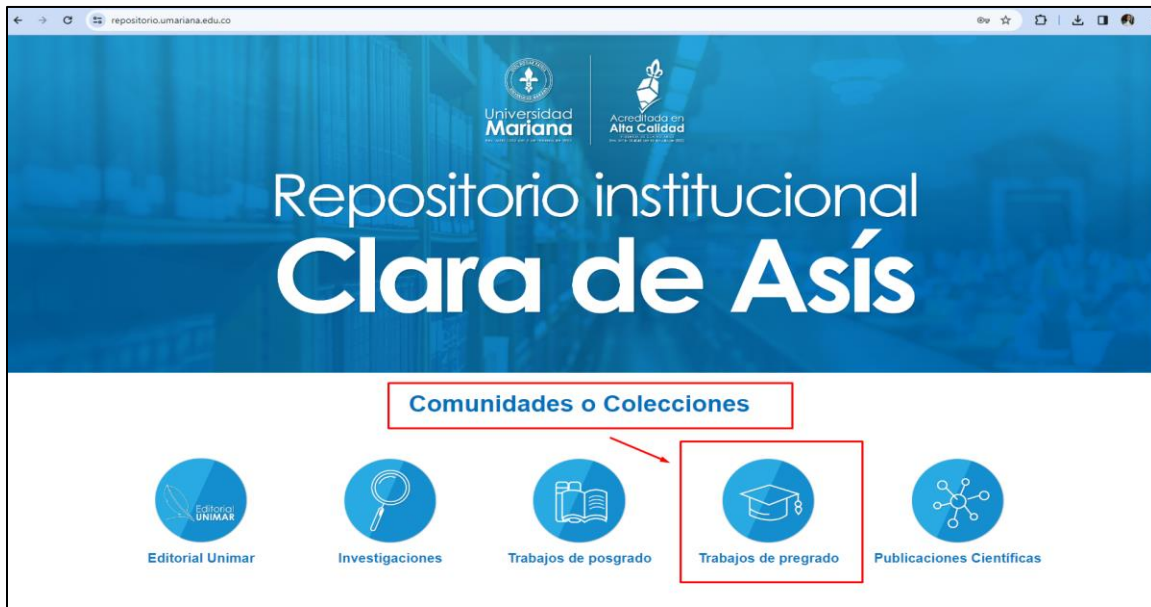 repositorio.umariana.edu.co
Universidad
Mariana
Acreditada en
Alta Calidad
Repositorio institucional
Clara de Asís
Comunidades o Colecciones
Editorial
UNIMAR
Editorial Unimar
Investigaciones
Trabajos de posgrado
Trabajos de pregrado
Publicaciones Científicas